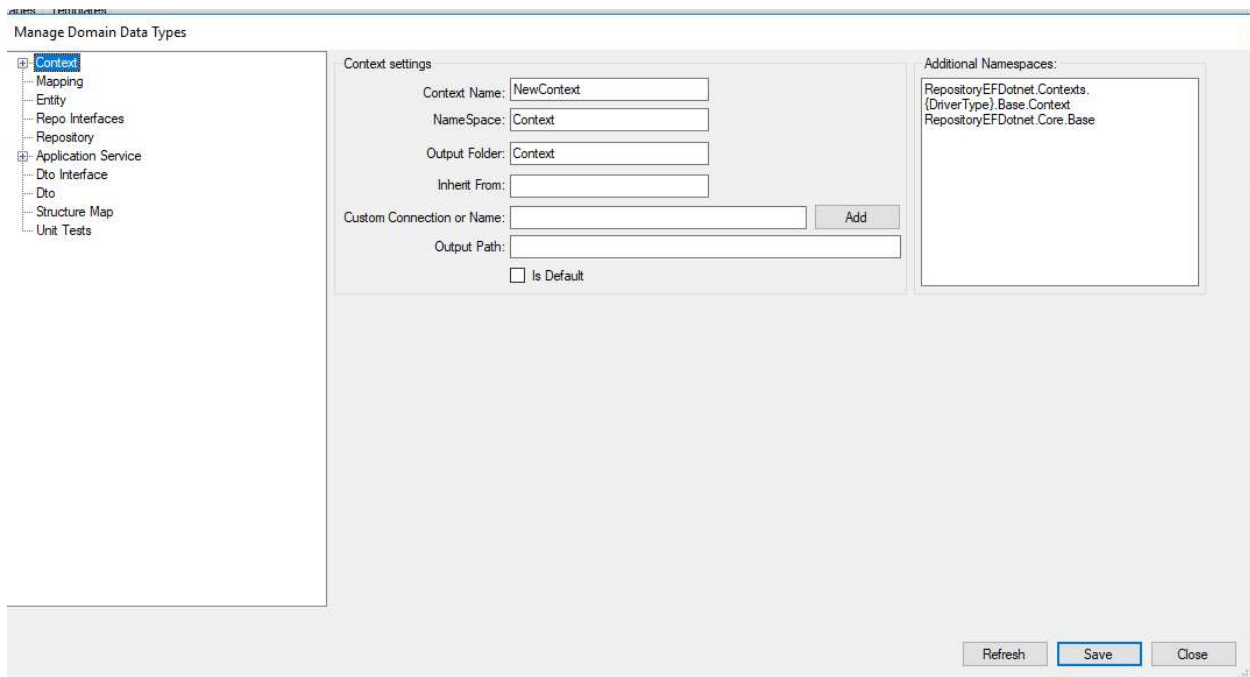 Templates
Manage Domain Data Types
Context
Mapping
Entity
Repo Interfaces
Repository
Application Service
Dto Interface
Dto
Structure Map
Unit Tests
Context settings
Context Name: NewContext
NameSpace: Context
Output Folder: Context
Inherit From:
Custom Connection or Name:
Add
Output Path:
Is Default
Additional Namespaces:
RepositoryEFDotnet.Contexts.
{DriverType}.Base.Context
RepositoryEFDotnet.Core.Base
Refresh
Save
Close